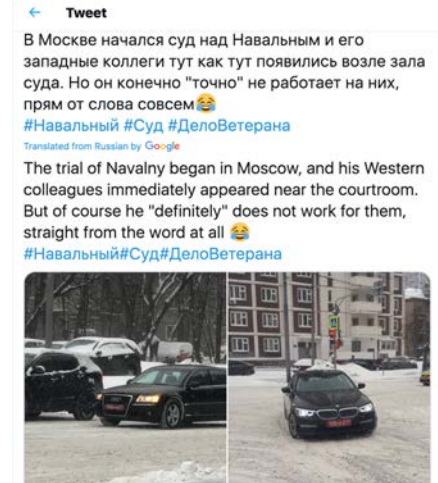 Tweet
В Москве начался суд над Навальным и его
западные коллеги тут как тут появились возле зала
суда. Но он конечно "точно" не работает на них,
прям от слова совсем😂
#Навальный #Суд #ДелоВетерана
Translated from Russian by Google
The trial of Navalny began in Moscow, and his Western
colleagues immediately appeared near the courtroom.
But of course he "definitely" does not work for them,
straight from the word at all 😂
#Навальный#Суд#ДелоВетерана